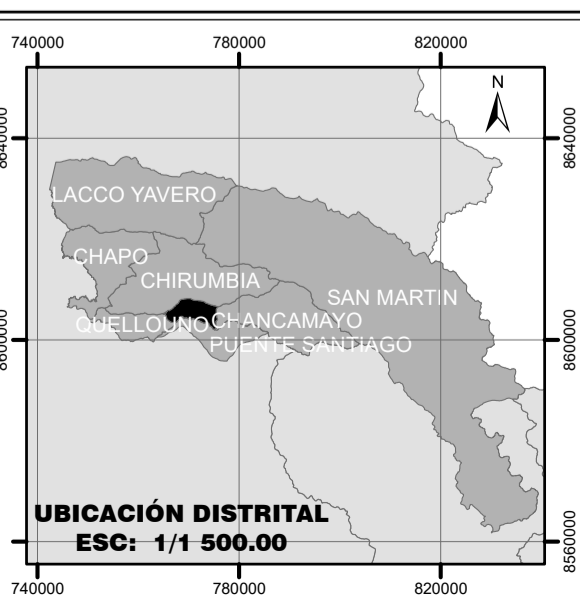 740000 780000 820000
N
8640000 8640000
LACCO YAVERO
CHAPO
CHIRUMBIA
SAN MARTIN
QUELLOUNO CHANCAMAYO
8600000 PUENTE SANTIAGO 8600000
UBICACIÓN DISTRITAL
ESC: 1/1 500.00
8560000
740000 780000 820000